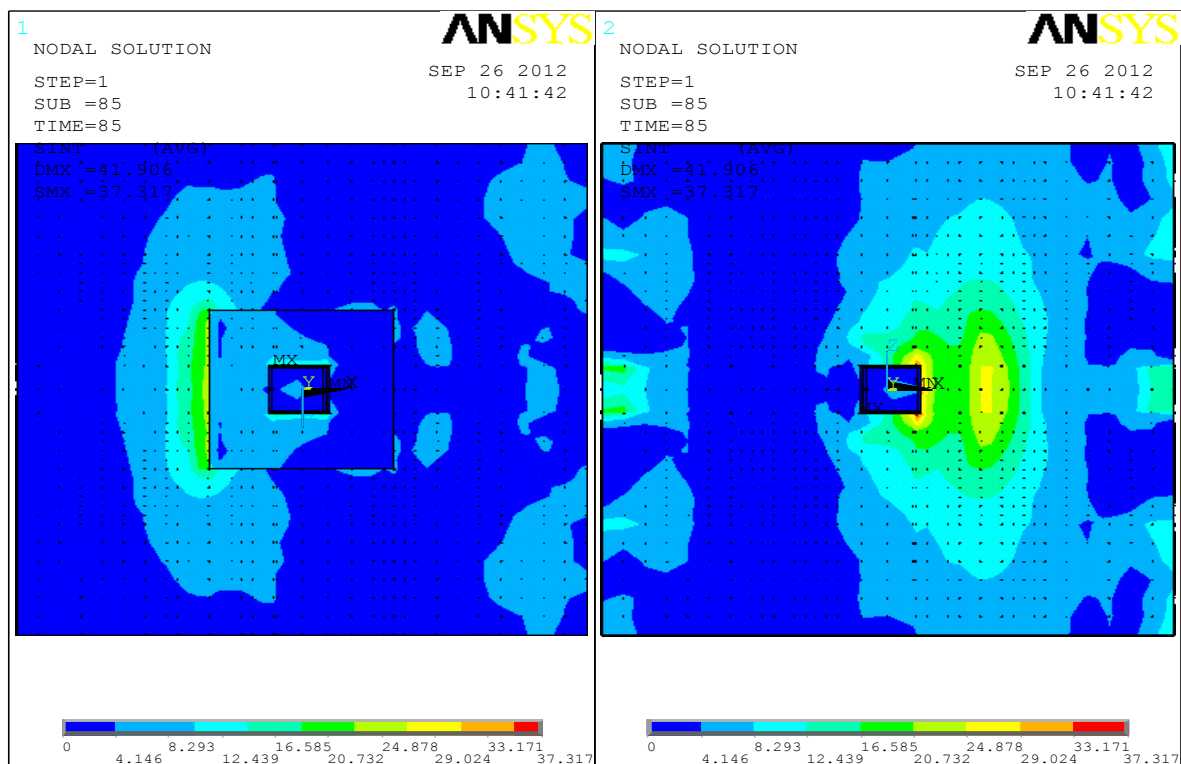 1
ANSYS
NODAL SOLUTION
SEP 26 2012
10:41:42
STEP=1
SUB =85
TIME=85
SINT (AVG)
DMX =41.906
SMX =37.317
MX
Y
X
0 8.293 16.585 24.878 33.171
4.146 12.439 20.732 29.024 37.317
2
ANSYS
NODAL SOLUTION
SEP 26 2012
10:41:42
STEP=1
SUB =85
TIME=85
SINT (AVG)
DMX =41.906
SMX =37.317
Z
Y
X
0 8.293 16.585 24.878 33.171
4.146 12.439 20.732 29.024 37.317